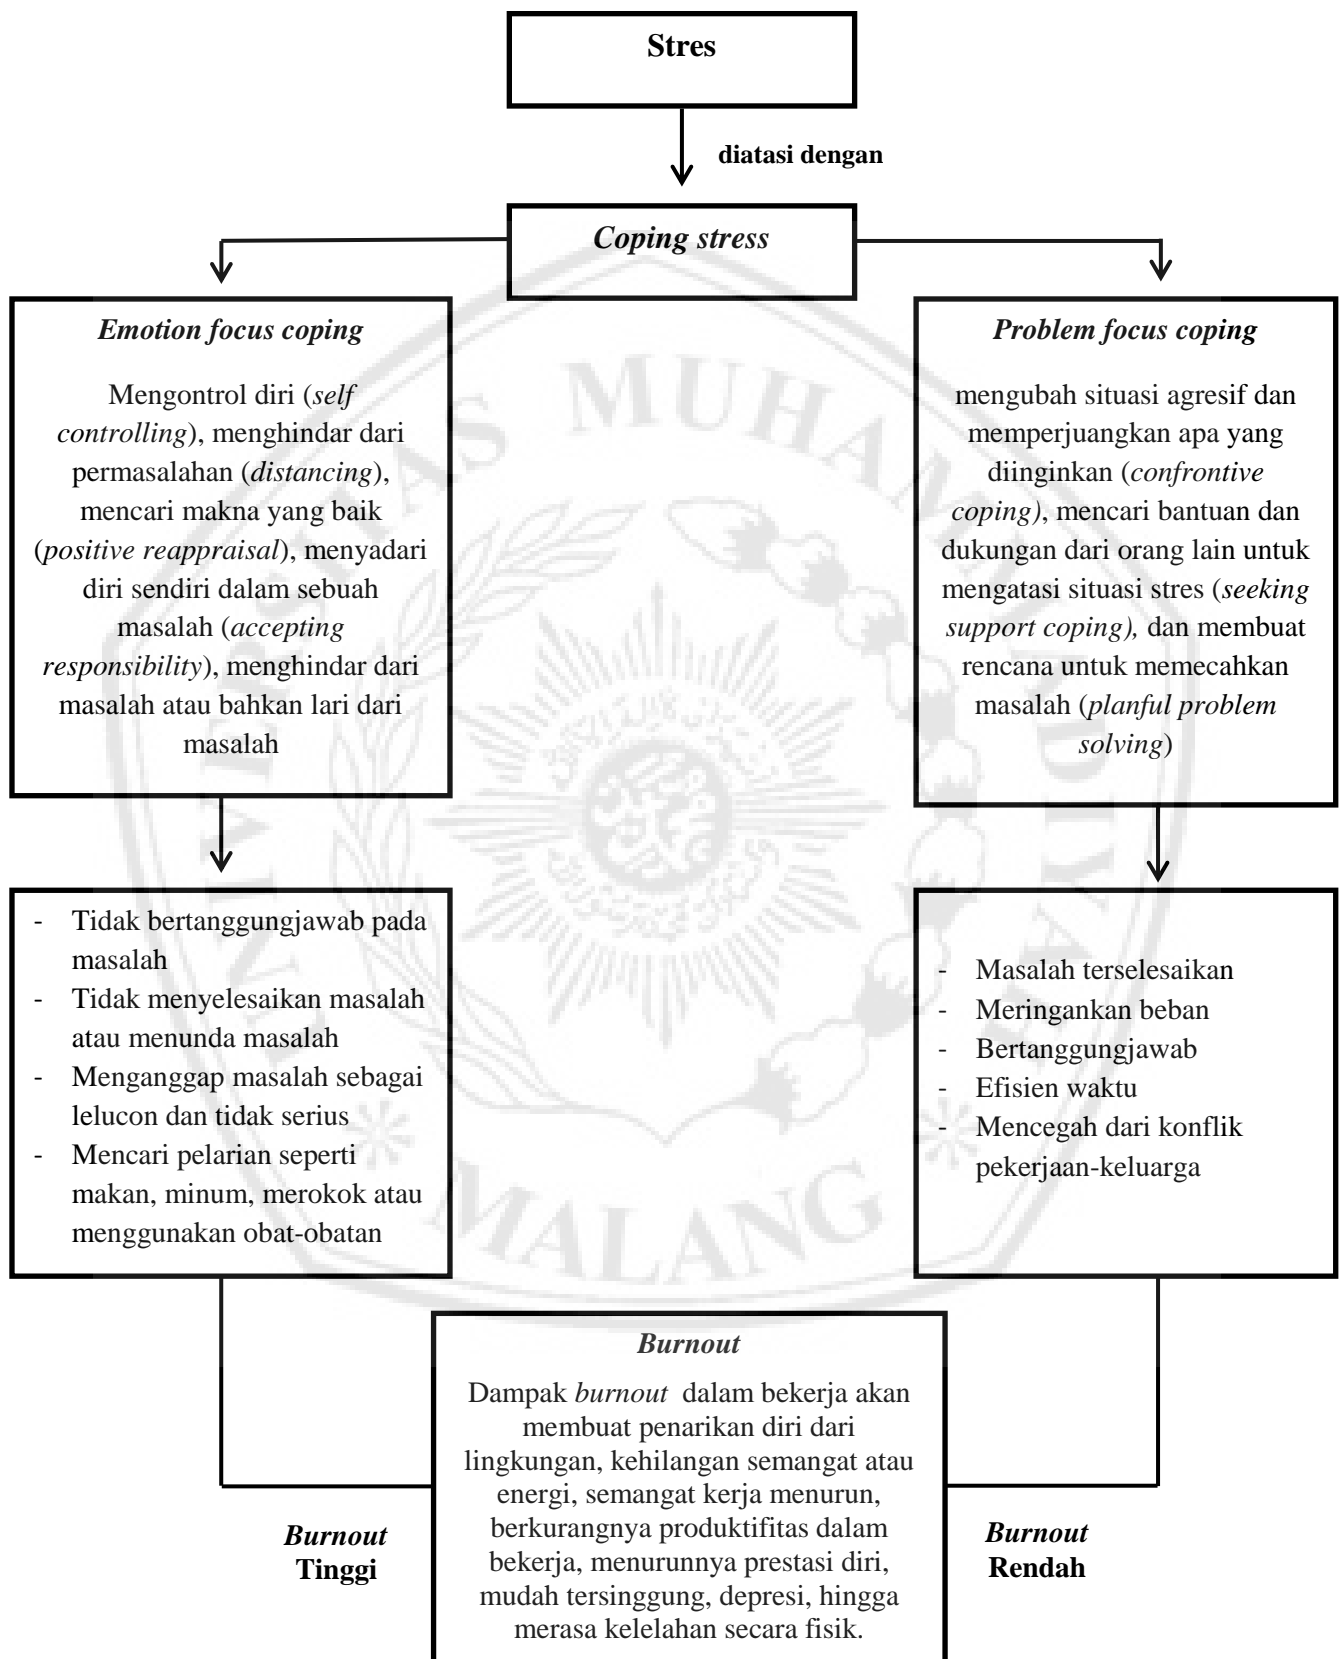 Stres
diatasi dengan
Coping stress
Emotion focus coping
Mengontrol diri (self
controlling), menghindar dari
permasalahan (distancing),
mencari makna yang baik
(positive reappraisal), menyadari
diri sendiri dalam sebuah
masalah (accepting
responsibility), menghindar dari
masalah atau bahkan lari dari
masalah
Problem focus coping
mengubah situasi agresif dan
memperjuangkan apa yang
diinginkan (confrontive
coping), mencari bantuan dan
dukungan dari orang lain untuk
mengatasi situasi stres (seeking
support coping), dan membuat
rencana untuk memecahkan
masalah (planful problem
solving)
- Tidak bertanggungjawab pada
masalah
- Tidak menyelesaikan masalah
atau menunda masalah
- Menganggap masalah sebagai
lelucon dan tidak serius
- Mencari pelarian seperti
makan, minum, merokok atau
menggunakan obat-obatan
- Masalah terselesaikan
- Meringankan beban
- Bertanggungjawab
- Efisien waktu
- Mencegah dari konflik
pekerjaan-keluarga
Burnout
Dampak burnout dalam bekerja akan
membuat penarikan diri dari
lingkungan, kehilangan semangat atau
energi, semangat kerja menurun,
berkurangnya produktifitas dalam
bekerja, menurunnya prestasi diri,
mudah tersinggung, depresi, hingga
merasa kelelahan secara fisik.
Burnout
Tinggi
Burnout
Rendah
UNIVERSITAS MUHAMMADIYAH
MALANG